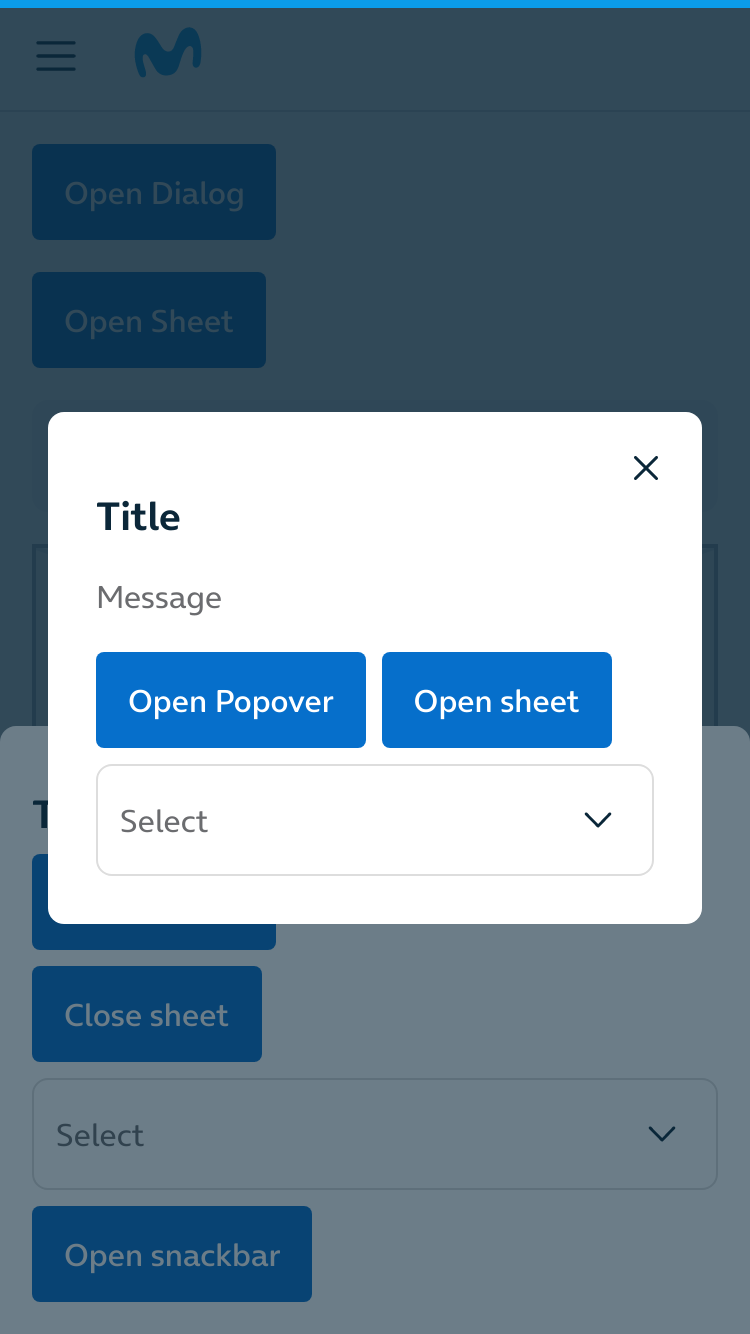 Open Dialog
Open Sheet
Title
Message
Open Popover Open sheet
Select
Close sheet
Select
Open snackbar